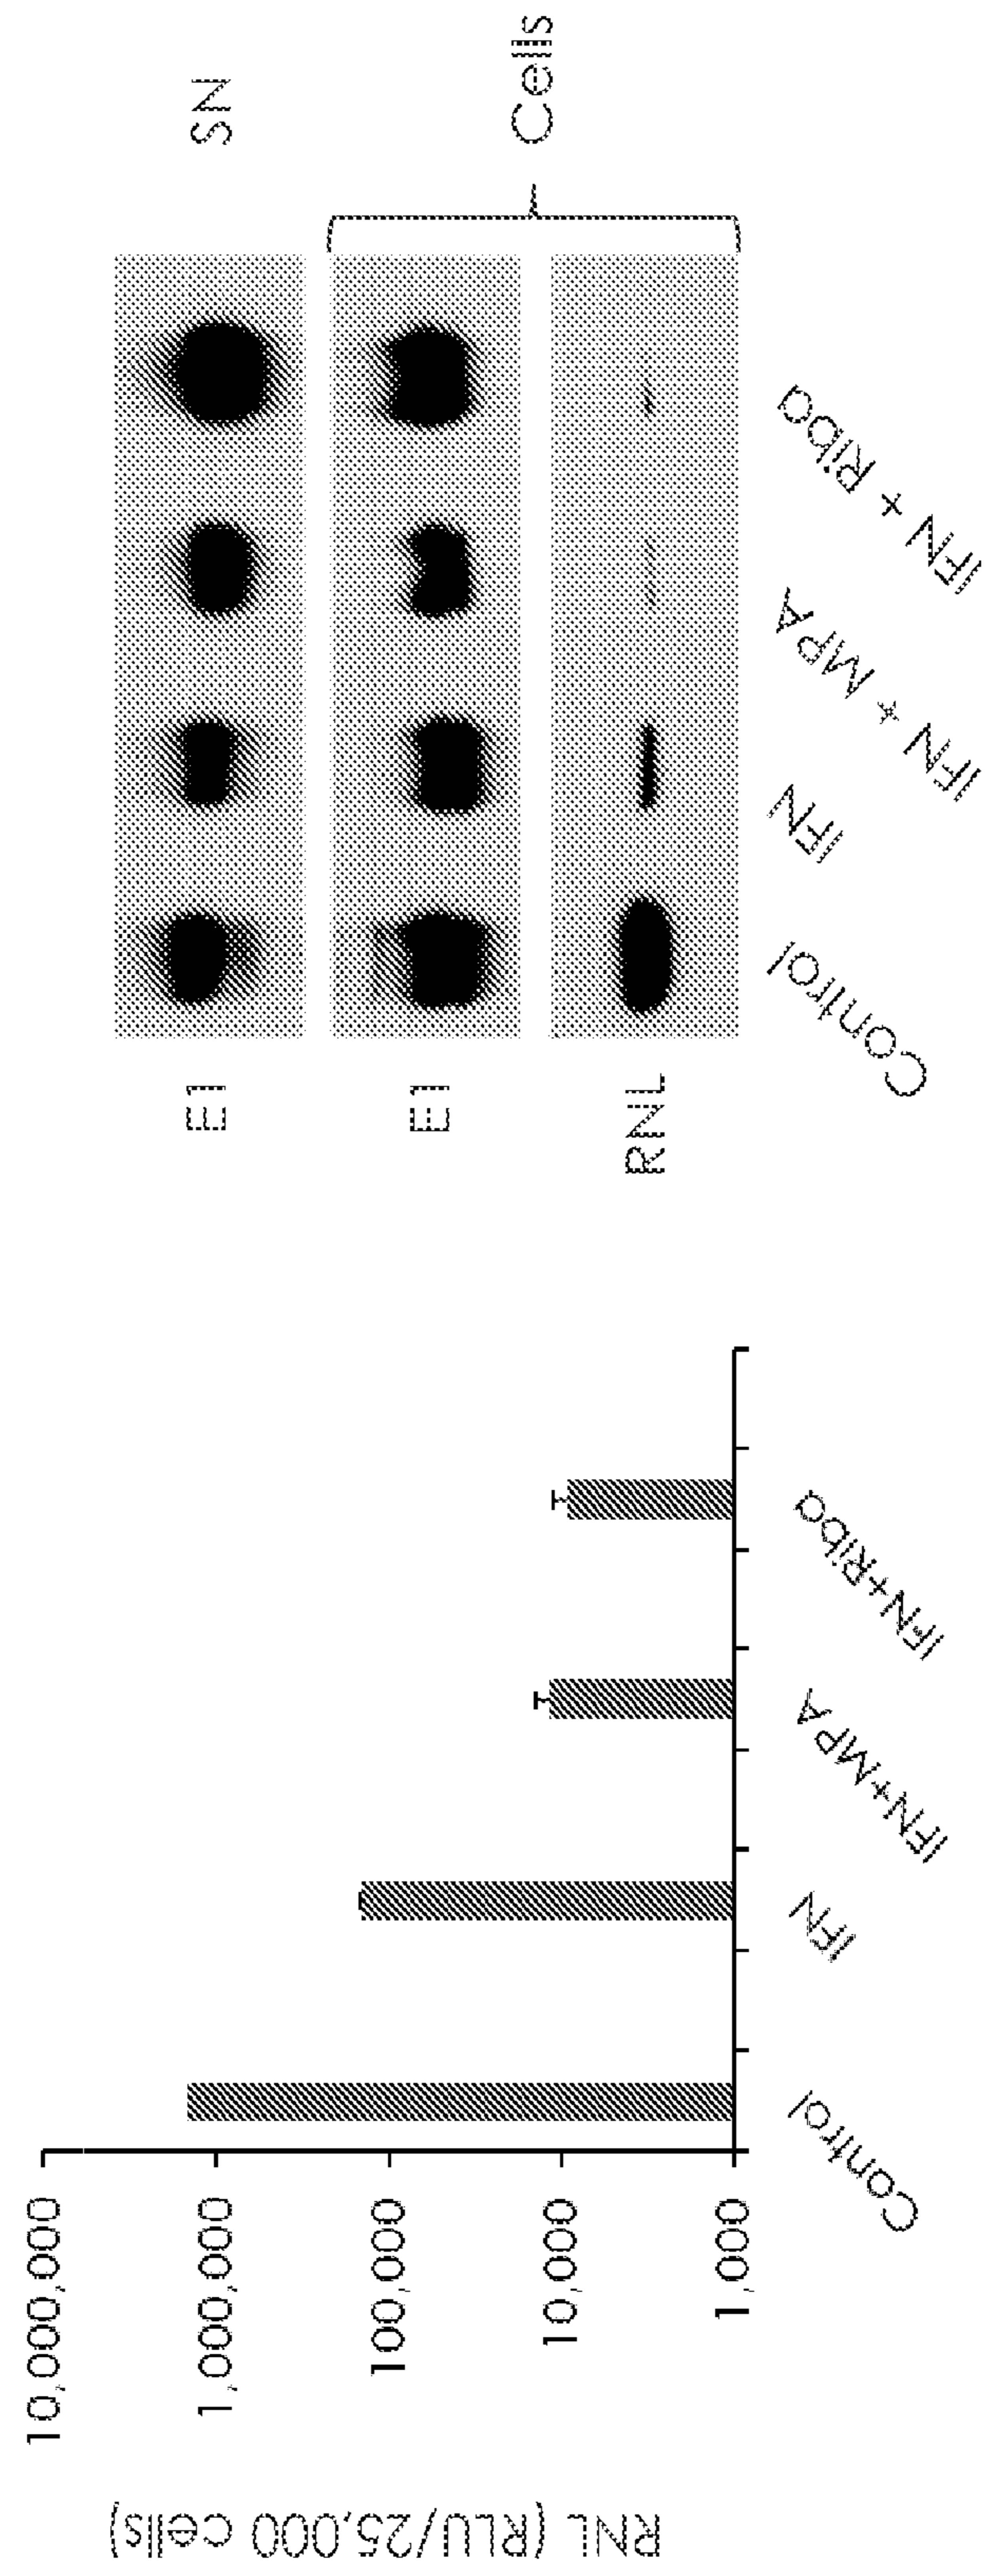 RNL (RLU/25,000 cells)
10,000,000
1,000,000
100,000
10,000
1,000
Control
IFN
IFN+MPA
IFN+Riba
E1
SN
E1
RNL
Cells
Control
IFN
IFN + MPA
IFN + Riba